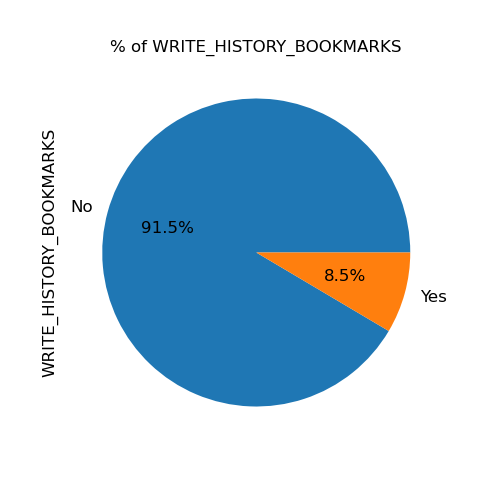 % of WRITE_HISTORY_BOOKMARKS
WRITE_HISTORY_BOOKMARKS
No
91.5%
8.5%
Yes